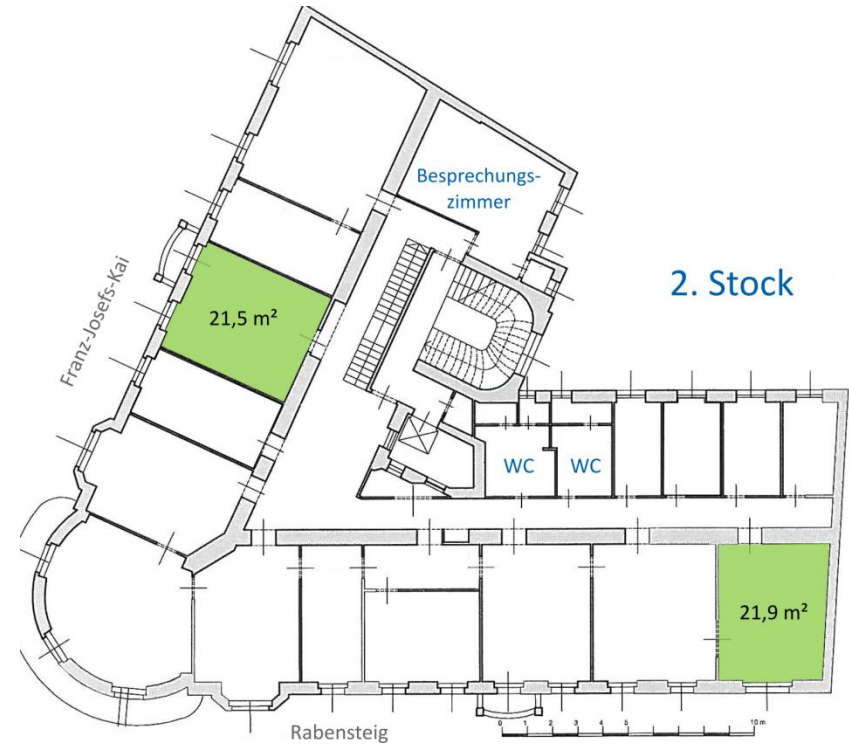 Besprechungs-
zimmer
2. Stock
Franz-Josefs-Kai
21,5 m²
WC
WC
21,9 m²
Rabensteig
0 1 2 3 4 5 10 m